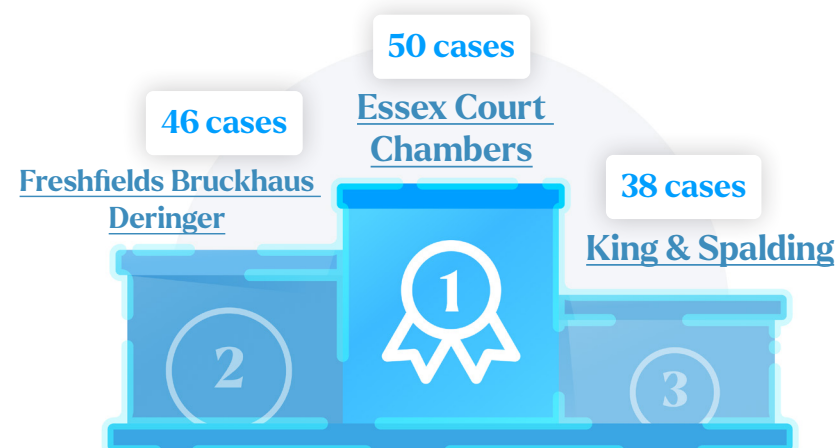 50 cases
Essex Court
Chambers
46 cases
Freshfields Bruckhaus
Deringer
38 cases
King & Spalding
1
2
3